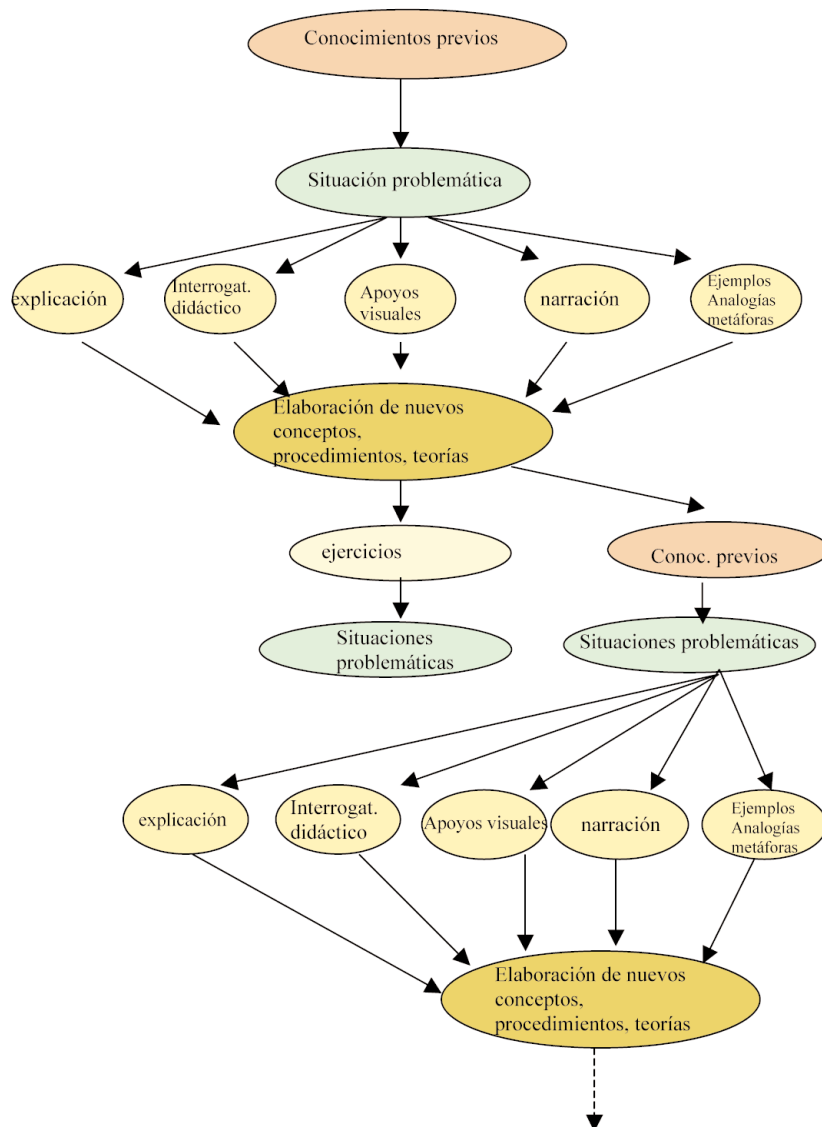 Conocimientos previos
Situación problemática
explicación
Interrogat.
didáctico
Apoyos
visuales
narración
Ejemplos
Analogías
metáforas
Elaboración de nuevos
conceptos,
procedimientos, teorías
ejercicios
Conoc. previos
Situaciones
problemáticas
Situaciones problemáticas
explicación
Interrogat.
didáctico
Apoyos visuales
narración
Ejemplos
Analogías
metáforas
Elaboración de nuevos
conceptos,
procedimientos, teorías